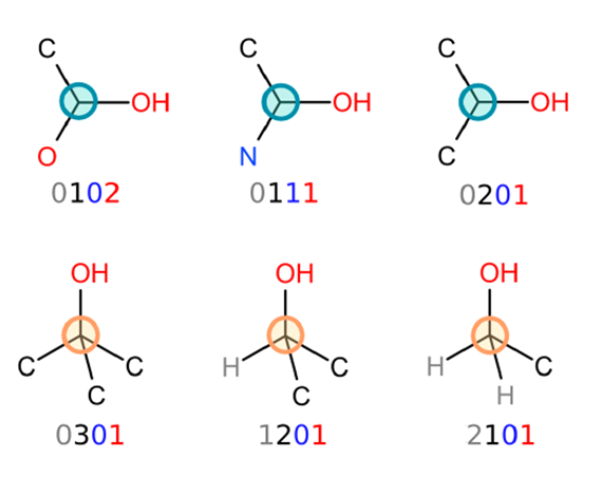 C C C
OH OH OH
O N C
0102 0111 0201
OH OH OH
C C H C H C
C C H
0301 1201 2101